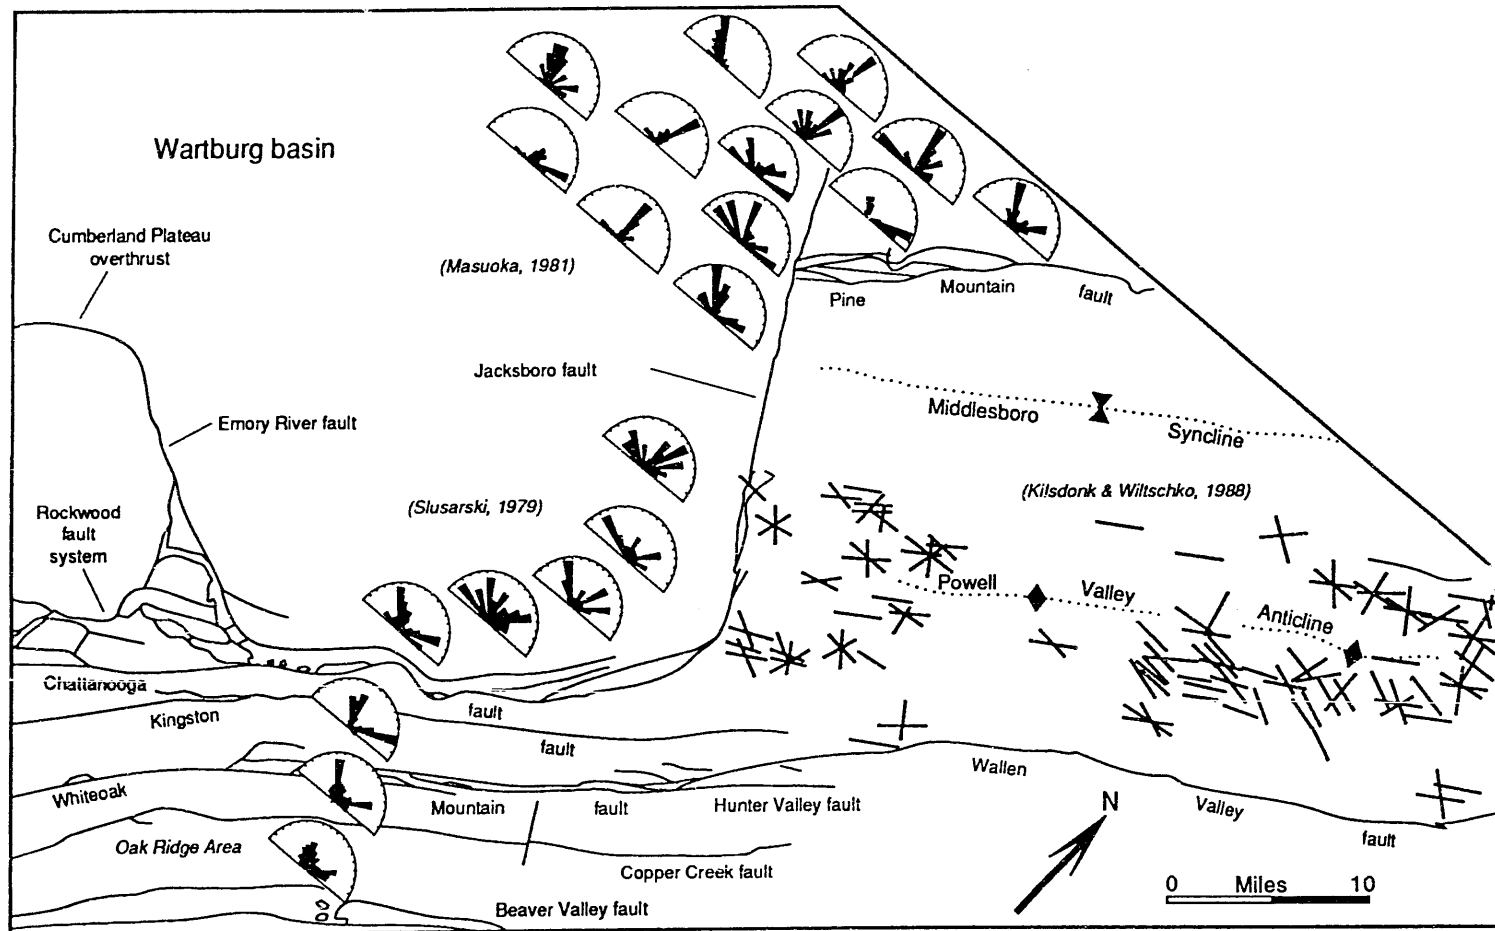 Wartburg basin
Cumberland Plateau
overthrust
(Masuoka, 1981)
Pine Mountain fault
Jacksboro fault
Middlesboro Syncline
Emory River fault
(Kilsdonk & Wiltschko, 1988)
(Slusarski, 1979)
Rockwood
fault
system
Powell Valley Anticline
Chattanooga fault
Kingston fault
Wallen Valley fault
Whiteoak Mountain fault
Hunter Valley fault
N
Oak Ridge Area
Copper Creek fault
0 Miles 10
Beaver Valley fault